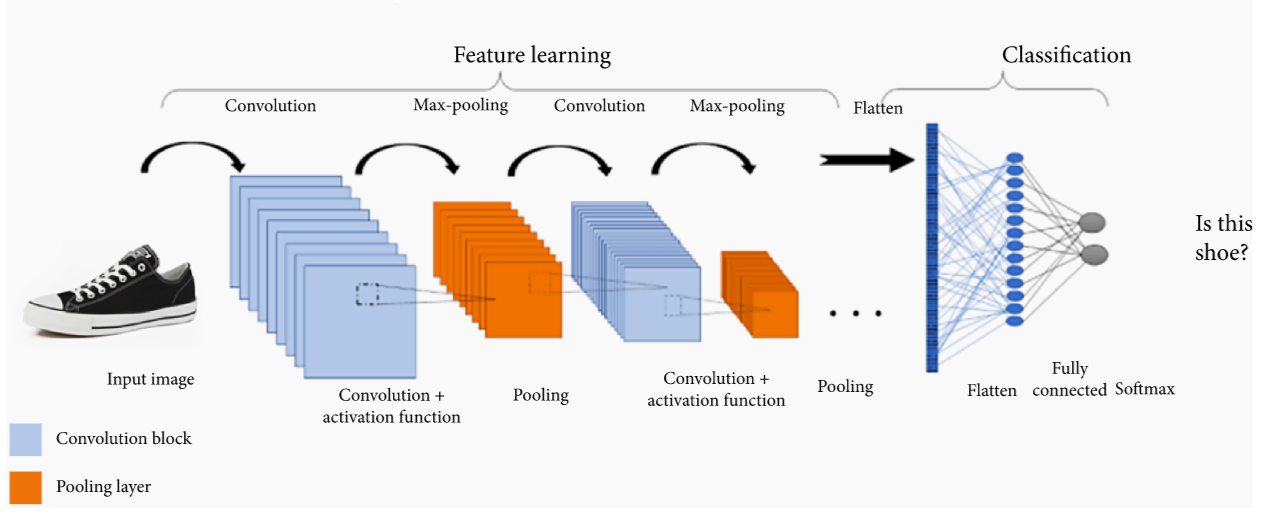 Feature learning
Classification
Convolution
Max-pooling
Convolution
Max-pooling
Flatten
Is this
shoe?
Input image
Convolution +
activation function
Pooling
Convolution +
activation function
Pooling
Flatten
Fully
connected
Softmax
Convolution block
Pooling layer